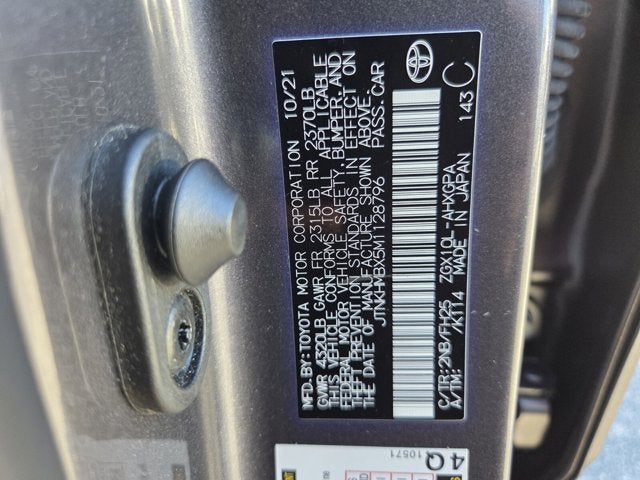 MFD.BY: TOYOTA MOTOR CORPORATION 10/21
GVWR 4320LB GAWR FR 2315LB RR 2370LB
THIS VEHICLE CONFORMS TO ALL APPLICABLE
FEDERAL MOTOR VEHICLE SAFETY, BUMPER, AND
THEFT PREVENTION STANDARDS IN EFFECT ON
THE DATE OF MANUFACTURE SHOWN ABOVE.
JTNKHMBX5M1128796 PASS.CAR
C/TR: 2NB/FH25 ZGX10L-AHXGPA
A/TM: /K114 MADE IN JAPAN
143 C
4Q
10571